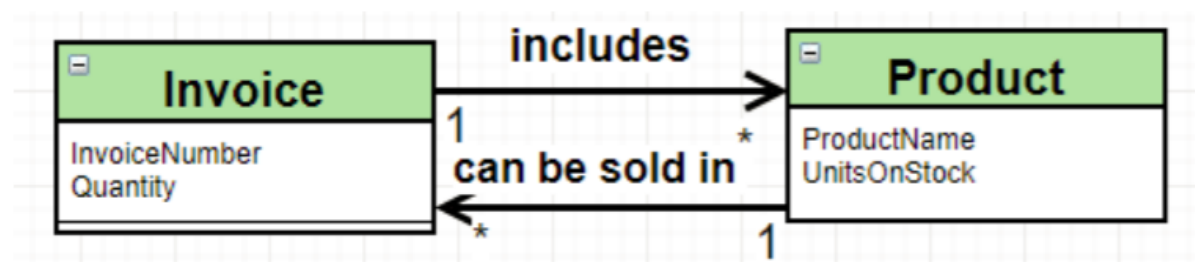 includes
Invoice
Product
1
*
InvoiceNumber
Quantity
ProductName
UnitsOnStock
can be sold in
*
1